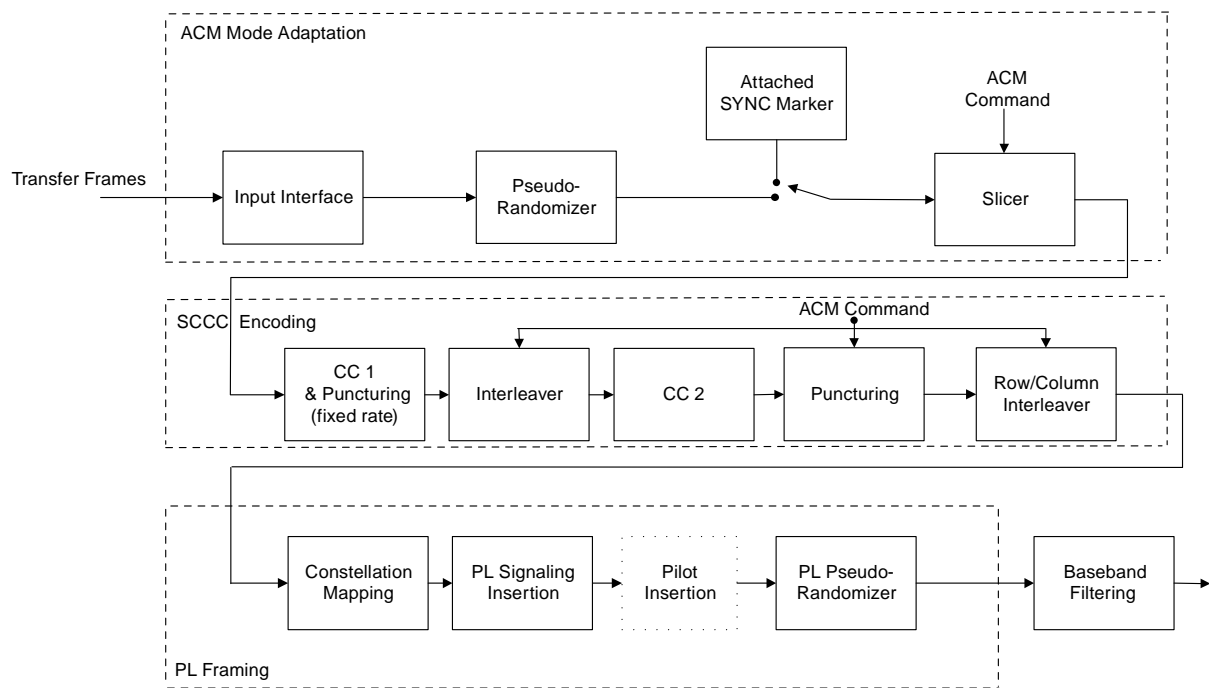 ACM Mode Adaptation
Attached
SYNC Marker
ACM
Command
Transfer Frames
Input Interface
Pseudo-
Randomizer
Slicer
SCCC Encoding
ACM Command
CC 1
& Puncturing
(fixed rate)
Interleaver
CC 2
Puncturing
Row/Column
Interleaver
Constellation
Mapping
PL Signaling
Insertion
Pilot
Insertion
PL Pseudo-
Randomizer
Baseband
Filtering
PL Framing